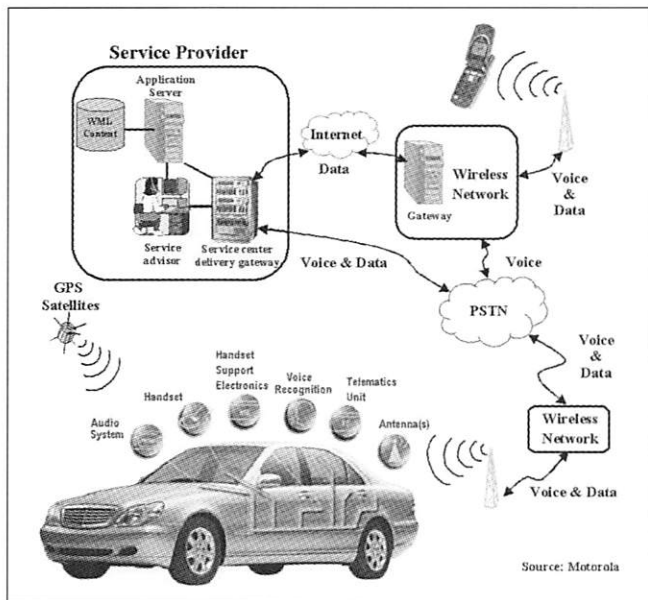 Service Provider
Application
Server
WML
Content
Service
advisor
Service center
delivery gateway
Internet
Data
Wireless
Network
Gateway
Voice
&
Data
Voice & Data
Voice
PSTN
GPS
Satellites
Voice
&
Data
Wireless
Network
Voice & Data
Audio
System
Handset
Handset
Support
Electronics
Voice
Recognition
Telematics
Unit
Antenna(s)
Source: Motorola